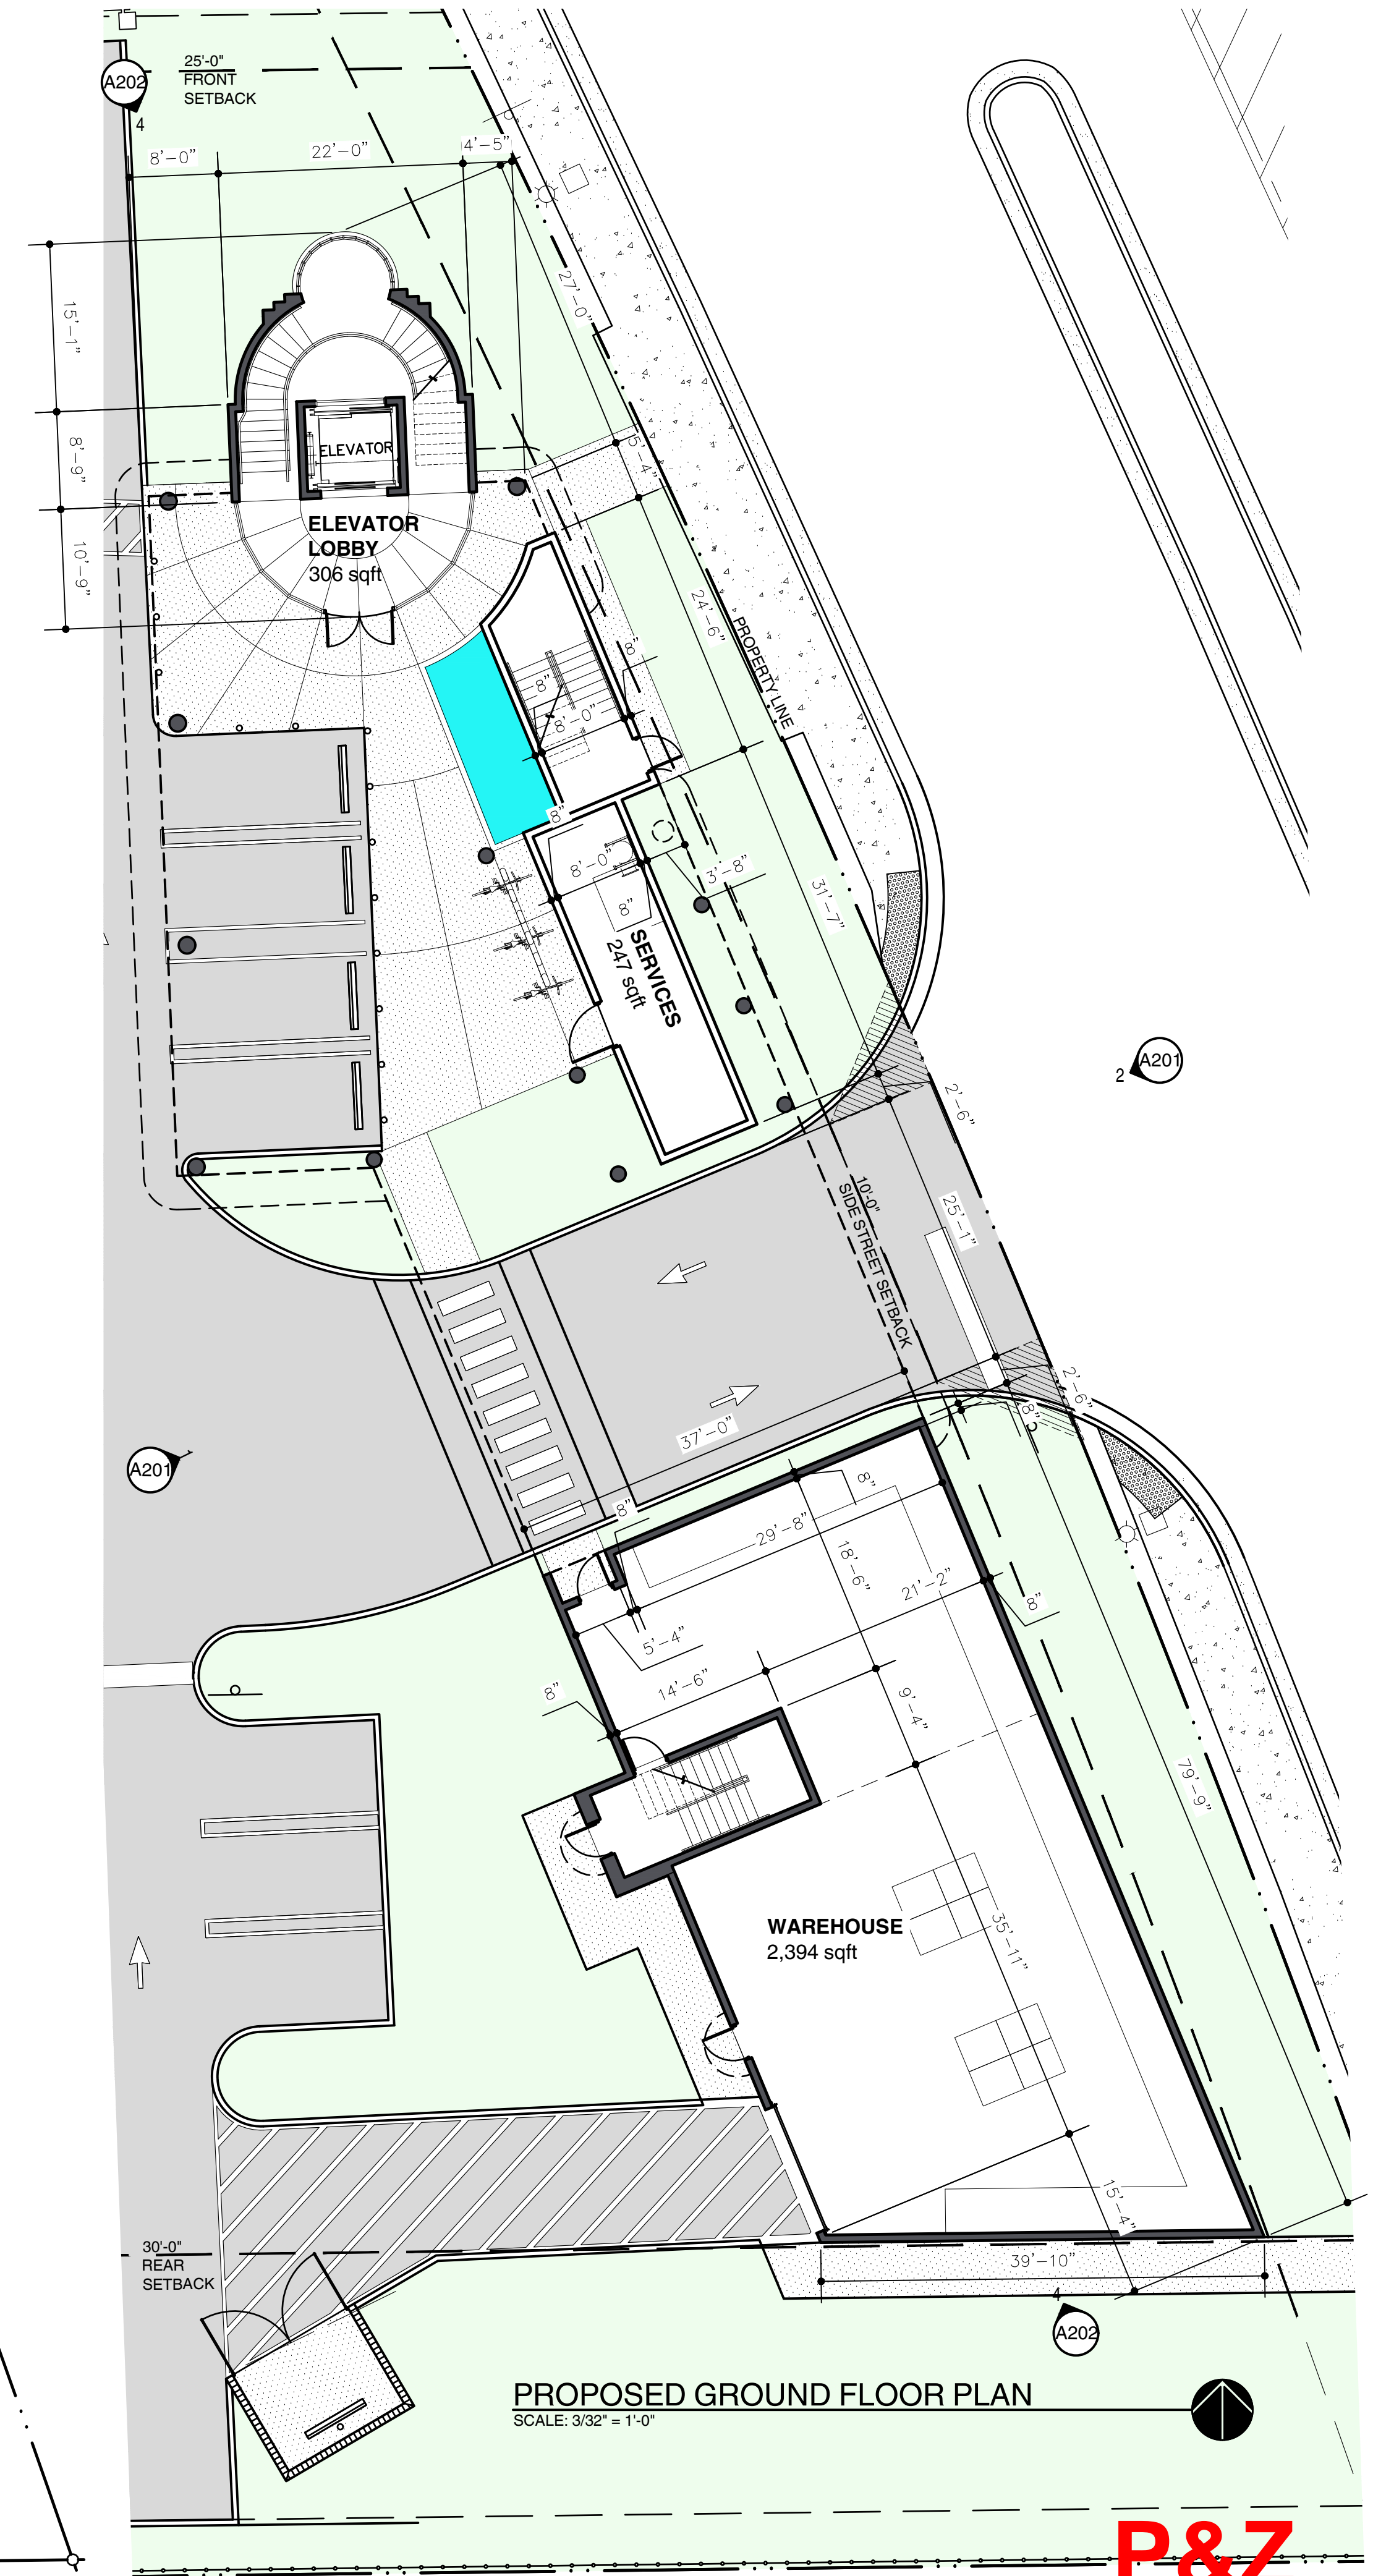 25'-0"
FRONT
SETBACK
A202
4
8'-0"
22'-0"
4'-5"
27'-0"
15'-1"
8'-9"
10'-9"
ELEVATOR
5'-4"
ELEVATOR
LOBBY
306 sqft
24'-6"
PROPERTY LINE
8"
8"
8'-0"
8"
8'-0"
8"
3'-8"
31'-7"
SERVICES
247 sqft
2
A201
2'-6"
10'-0"
SIDE STREET SETBACK
25'-1"
37'-0"
2'-6"
8"
A201
1
8"
8"
29'-8"
18'-6"
21'-2"
8"
5'-4"
14'-6"
8"
9'-4"
79'-9"
WAREHOUSE
2,394 sqft
35'-11"
15'-4"
30'-0"
REAR
SETBACK
39'-10"
4
A202
PROPOSED GROUND FLOOR PLAN
SCALE: 3/32" = 1'-0"
P&Z